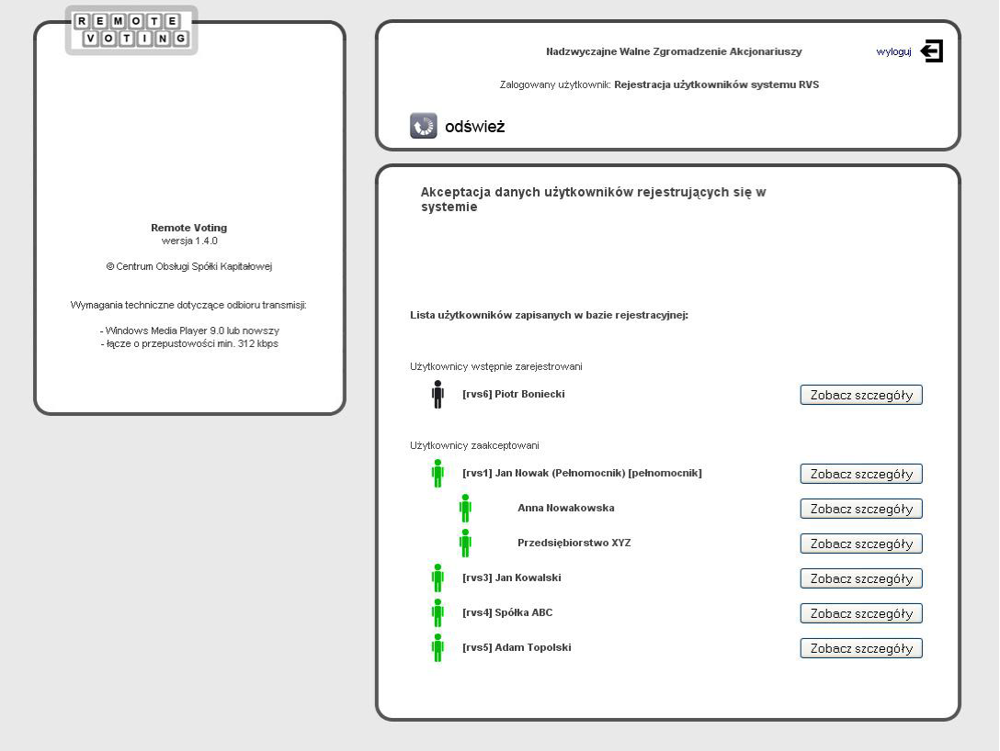 REMOTE
VOTING
Remote Voting
wersja 1.4.0
© Centrum Obsługi Spółki Kapitałowej
Wymagania techniczne dotyczące odbioru transmisji:
- Windows Media Player 9.0 lub nowszy
- łącze o przepustowości min. 312 kbps
Nadzwyczajne Walne Zgromadzenie Akcjonariuszy
wyloguj
Zalogowany użytkownik: Rejestracja użytkowników systemu RVS
odśwież
Akceptacja danych użytkowników rejestrujących się w
systemie
Lista użytkowników zapisanych w bazie rejestracyjnej:
Użytkownicy wstępnie zarejestrowani
[rvs6] Piotr Boniecki Zobacz szczegóły
Użytkownicy zaakceptowani
[rvs1] Jan Nowak (Pełnomocnik) [pełnomocnik] Zobacz szczegóły
Anna Nowakowska Zobacz szczegóły
Przedsiębiorstwo XYZ Zobacz szczegóły
[rvs3] Jan Kowalski Zobacz szczegóły
[rvs4] Spółka ABC Zobacz szczegóły
[rvs5] Adam Topolski Zobacz szczegóły